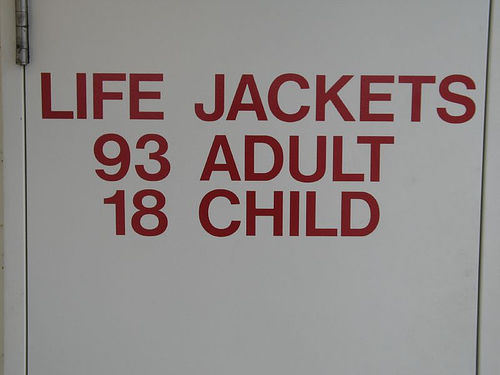 LIFE JACKETS
93 ADULT
18 CHILD